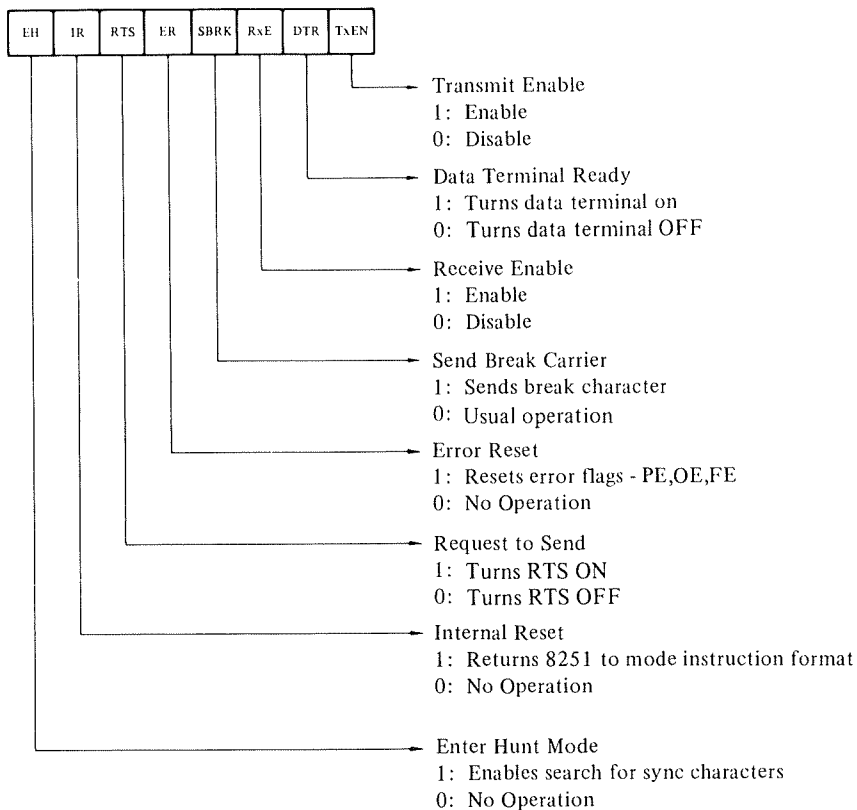 EH IR RTS ER SBRK RxE DTR TxEN
Transmit Enable
1: Enable
0: Disable
Data Terminal Ready
1: Turns data terminal on
0: Turns data terminal OFF
Receive Enable
1: Enable
0: Disable
Send Break Carrier
1: Sends break character
0: Usual operation
Error Reset
1: Resets error flags - PE,OE,FE
0: No Operation
Request to Send
1: Turns RTS ON
0: Turns RTS OFF
Internal Reset
1: Returns 8251 to mode instruction format
0: No Operation
Enter Hunt Mode
1: Enables search for sync characters
0: No Operation